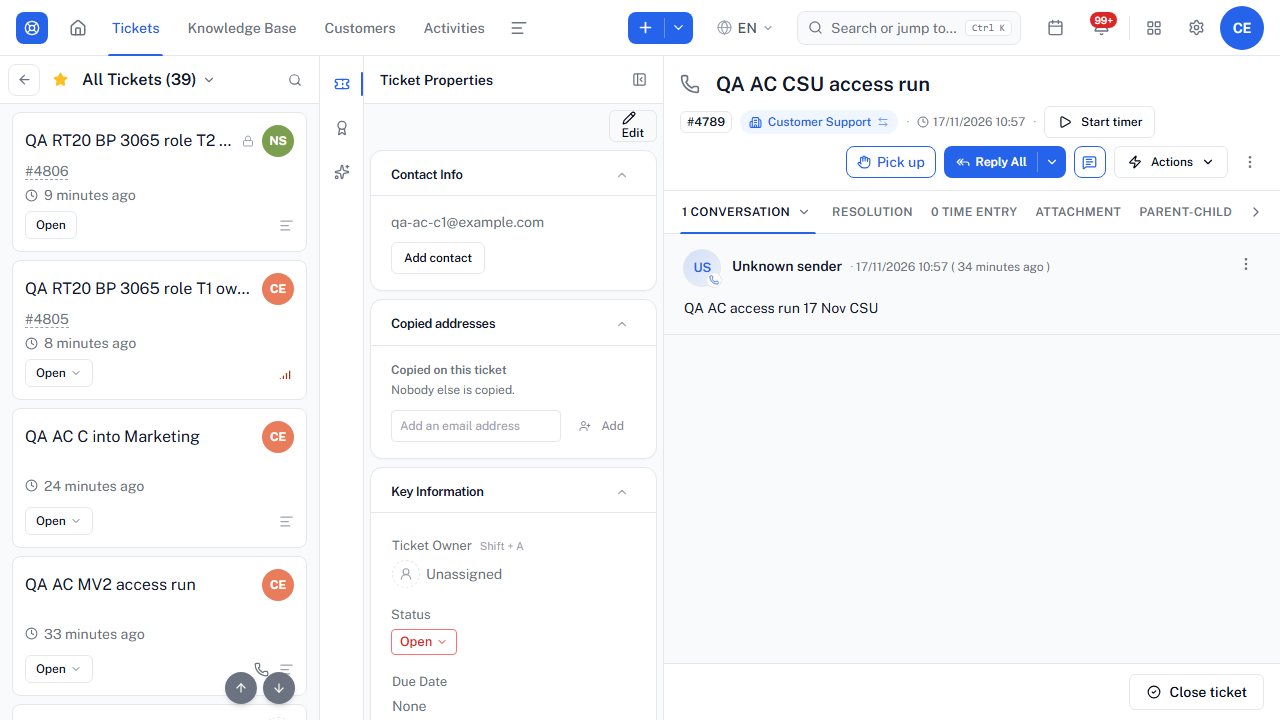 Tickets
Knowledge Base
Customers
Activities
EN
Search or jump to...
Ctrl K
99+
CE
All Tickets (39)
QA RT20 BP 3065 role T2 ...
NS
#4806
9 minutes ago
Open
QA RT20 BP 3065 role T1 ow...
CE
#4805
8 minutes ago
Open
QA AC C into Marketing
CE
24 minutes ago
Open
QA AC MV2 access run
CE
33 minutes ago
Open
Ticket Properties
Edit
Contact Info
qa-ac-c1@example.com
Add contact
Copied addresses
Copied on this ticket
Nobody else is copied.
Add an email address
Add
Key Information
Ticket Owner Shift + A
Unassigned
Status
Open
Due Date
None
QA AC CSU access run
#4789
Customer Support
· 17/11/2026 10:57 ·
Start timer
Pick up
Reply All
Actions
1 CONVERSATION
RESOLUTION
0 TIME ENTRY
ATTACHMENT
PARENT-CHILD
US
Unknown sender · 17/11/2026 10:57 ( 34 minutes ago )
QA AC access run 17 Nov CSU
Close ticket